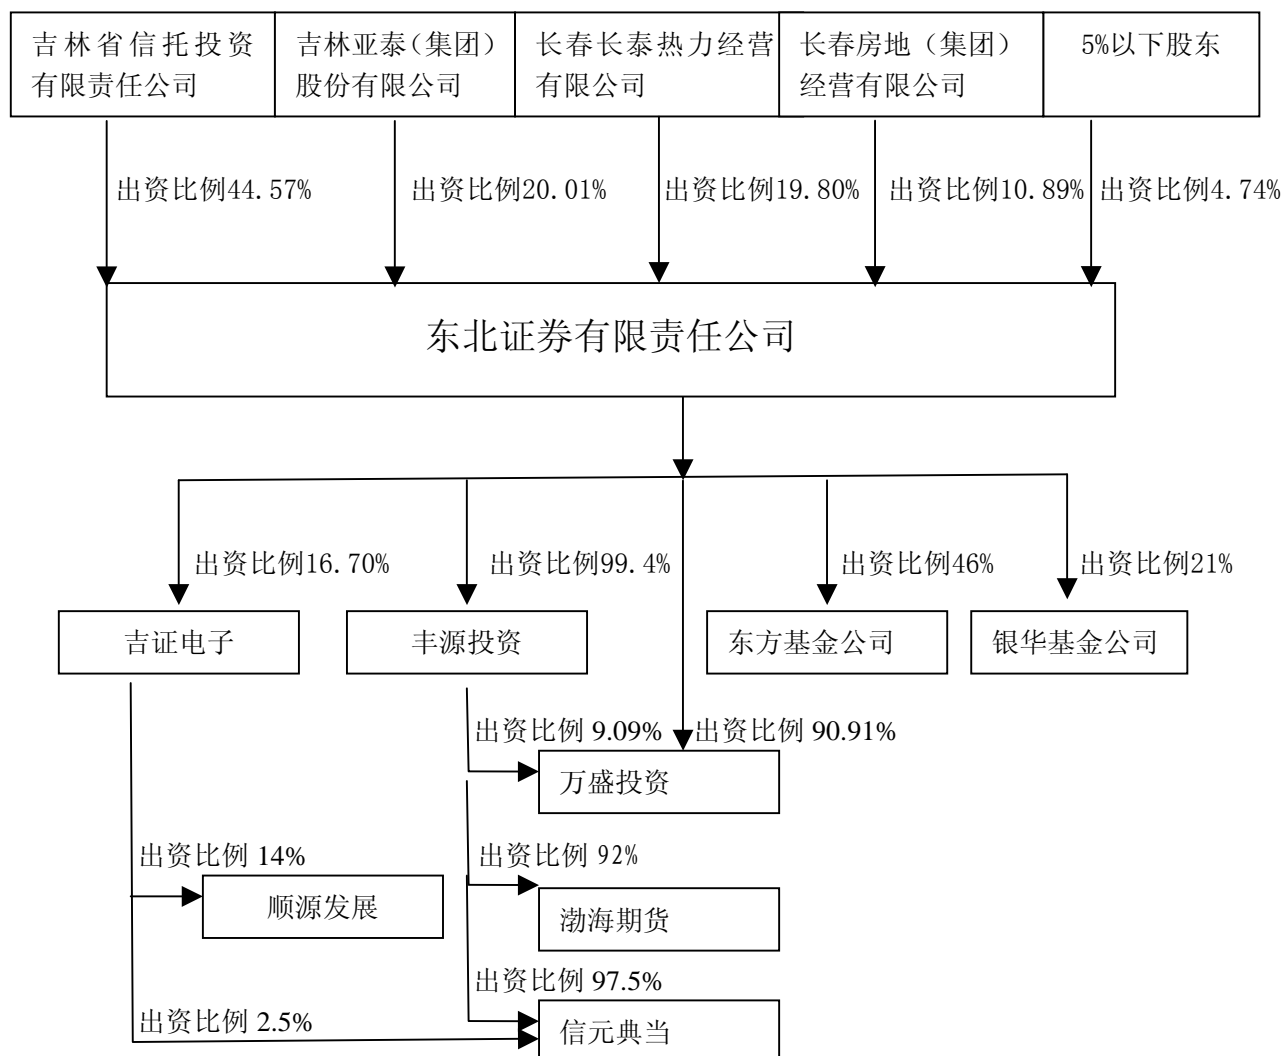 吉林省信托投资
有限责任公司
吉林亚泰(集团)
股份有限公司
长春长泰热力经营
有限公司
长春房地（集团）
经营有限公司
5%以下股东
出资比例44.57%
出资比例20.01%
出资比例19.80%
出资比例10.89%
出资比例4.74%
东北证券有限责任公司
出资比例16.70%
出资比例99.4%
出资比例46%
出资比例21%
吉证电子
丰源投资
东方基金公司
银华基金公司
出资比例 9.09%
出资比例 90.91%
万盛投资
出资比例 14%
出资比例 92%
顺源发展
渤海期货
出资比例 97.5%
出资比例 2.5%
信元典当